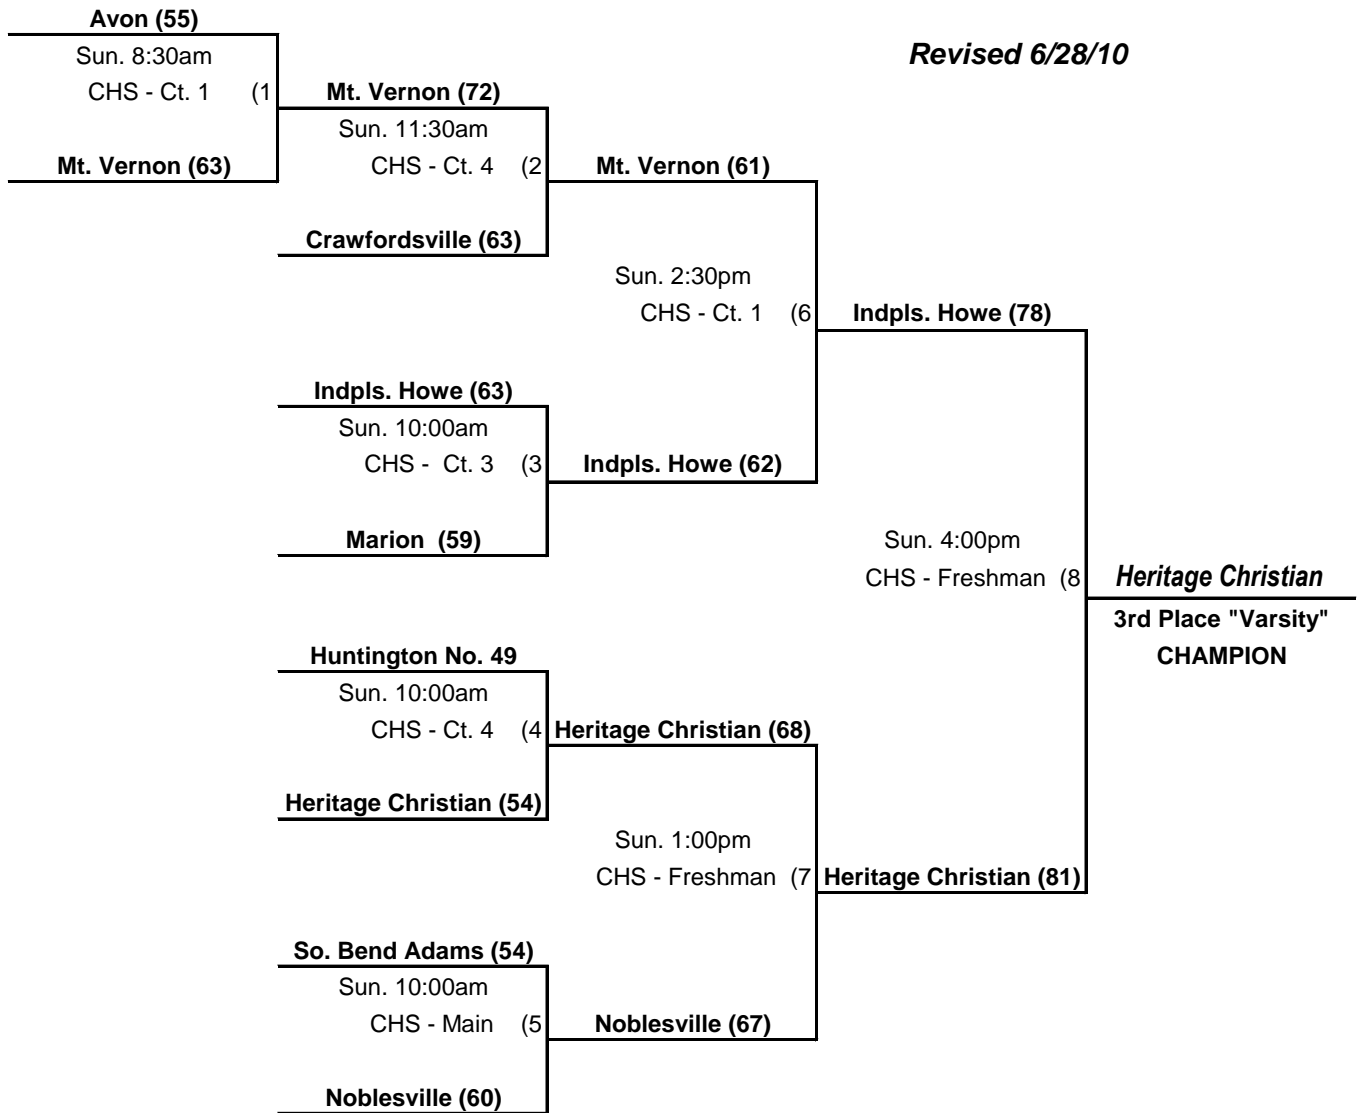 Avon (55)
Revised 6/28/10
Sun. 8:30am
CHS - Ct. 1 (1
Mt. Vernon (72)
Sun. 11:30am
Mt. Vernon (63)
CHS - Ct. 4 (2
Mt. Vernon (61)
Crawfordsville (63)
Sun. 2:30pm
CHS - Ct. 1 (6
Indpls. Howe (78)
Indpls. Howe (63)
Sun. 10:00am
CHS - Ct. 3 (3
Indpls. Howe (62)
Marion (59)
Sun. 4:00pm
CHS - Freshman (8
Heritage Christian
3rd Place "Varsity"
CHAMPION
Huntington No. 49
Sun. 10:00am
CHS - Ct. 4 (4
Heritage Christian (68)
Heritage Christian (54)
Sun. 1:00pm
CHS - Freshman (7
Heritage Christian (81)
So. Bend Adams (54)
Sun. 10:00am
CHS - Main (5
Noblesville (67)
Noblesville (60)